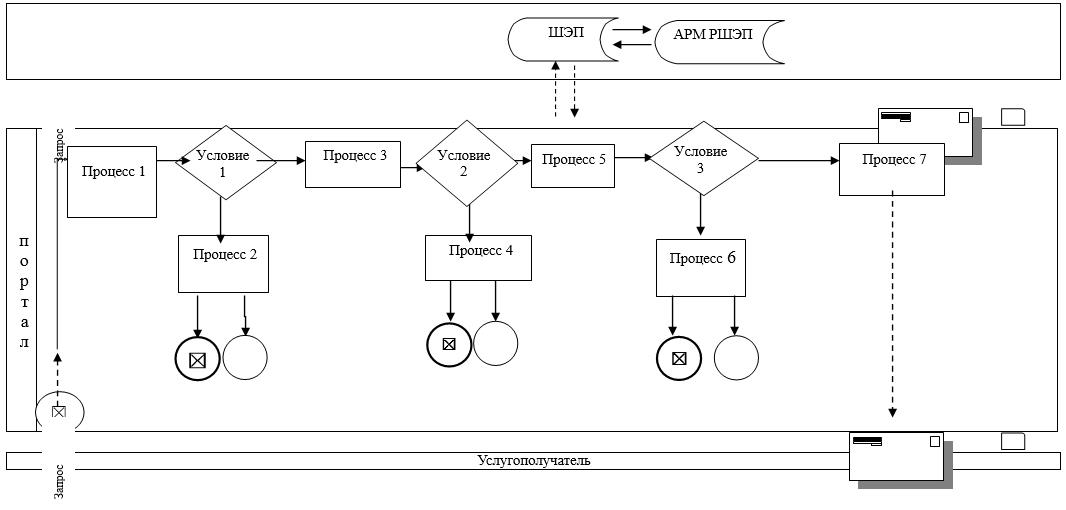 ШЭП
АРМ РШЭП
Запрос
Процесс 1
Условие
1
Процесс 3
Условие
2
Процесс 5
Условие
3
Процесс 7
Процесс 2
Процесс 4
Процесс 6
портал
Запрос
Услугополучатель